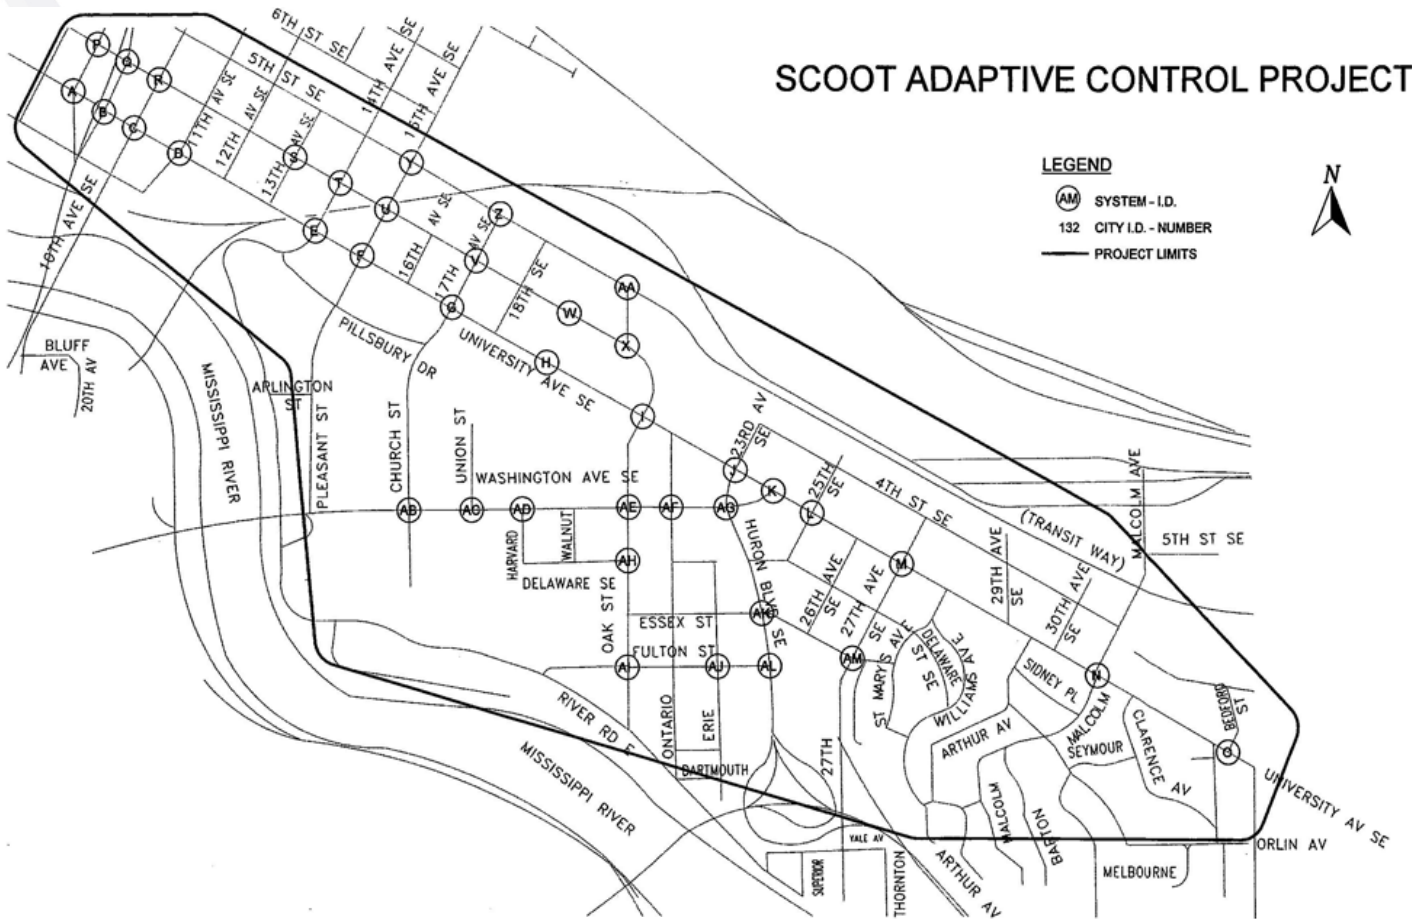 SCOOT ADAPTIVE CONTROL PROJECT
LEGEND
AM SYSTEM - I.D.
132 CITY I.D. - NUMBER
PROJECT LIMITS
N
6TH ST SE
5TH ST SE
10TH AVE SE
11TH AV SE
12TH AV SE
13TH AV SE
14TH AVE SE
15TH AVE SE
16TH AV SE
17TH AV SE
18TH SE
P
Q
R
A
B
C
D
S
T
U
Y
Z
E
F
V
G
W
AA
X
H
I
J
K
L
M
N
O
AB
AC
AD
AE
AF
AG
AH
AI
AJ
AK
AL
AM
BLUFF AVE
20TH AV
MISSISSIPPI RIVER
ARLINGTON ST
PLEASANT ST
PILLSBURY DR
CHURCH ST
UNION ST
UNIVERSITY AVE SE
WASHINGTON AVE SE
HARVARD
WALNUT
DELAWARE SE
OAK ST
ESSEX ST
FULTON ST
ONTARIO
ERIE
DARTMOUTH
RIVER RD E
MISSISSIPPI RIVER
HURON BLVD SE
23RD AV SE
25TH SE
26TH AVE SE
27TH AVE SE
4TH ST SE
(TRANSIT WAY)
29TH AVE SE
30TH AVE SE
MALCOLM AVE
5TH ST SE
ST MARY'S AVE
DELAWARE ST SE
WILLIAMS AVE
SIDNEY PL
ARTHUR AV
MALCOLM
SEYMOUR
CLARENCE AV
BEDFORD ST
UNIVERSITY AV SE
ORLIN AV
MELBOURNE
BARTON
MALCOLM
ARTHUR AV
27TH
YALE AV
SUPERIOR
THORNTON